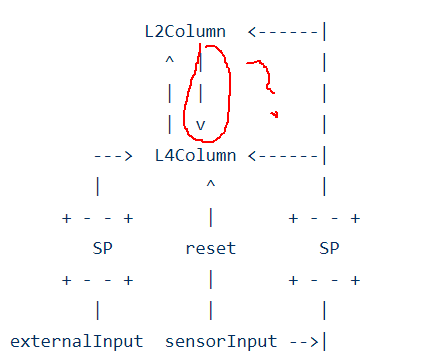 L2Column <------|
^ | |
| | |
| v |
---> L4Column <------|
| ^ |
+ - - - + | + - - - +
SP reset SP
+ - - - + | + - - - +
| | |
externalInput sensorInput -->|
?